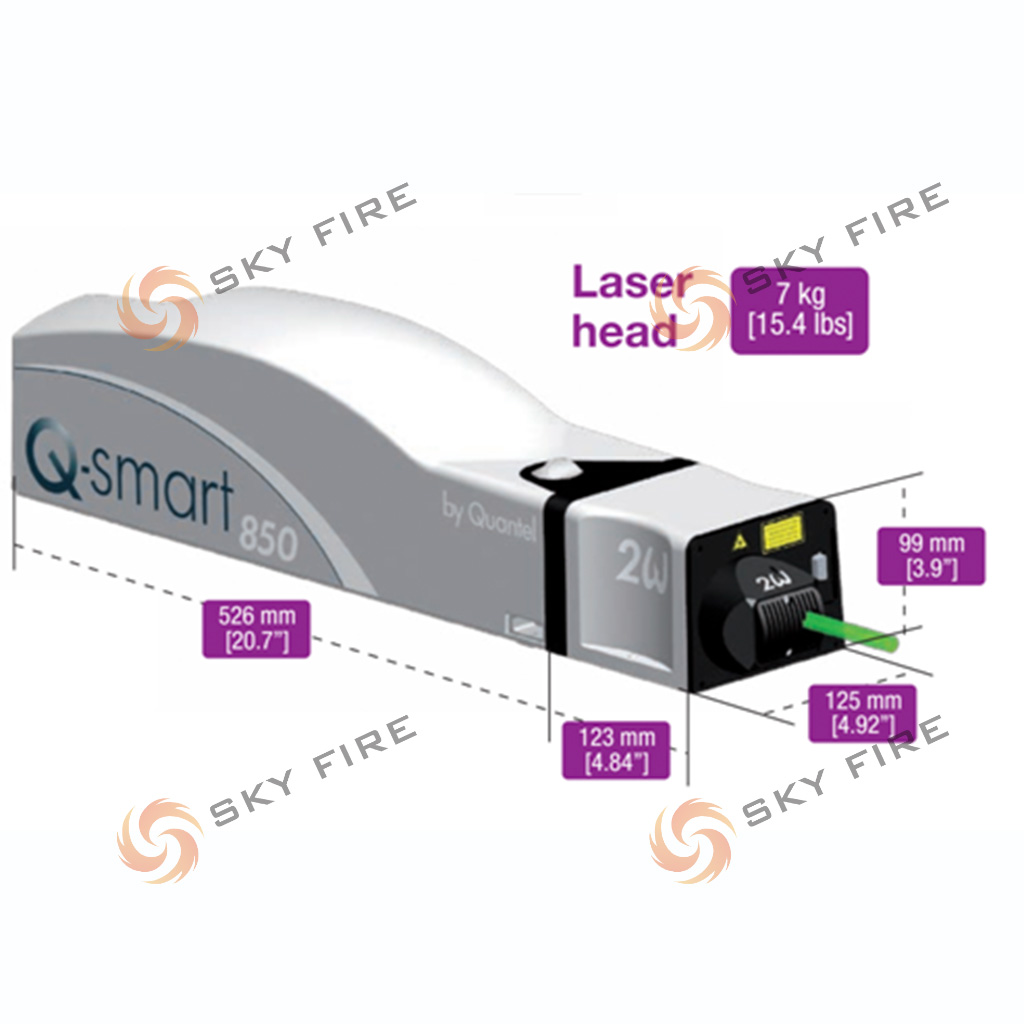 SKY FIRE
SKY FIRE
Laser
head
7 kg
[15.4 lbs]
Q-smart
850
by Quantel
2ω
2ω
99 mm
[3.9”]
526 mm
[20.7”]
125 mm
[4.92”]
123 mm
[4.84”]
SKY FIRE
SKY FIRE